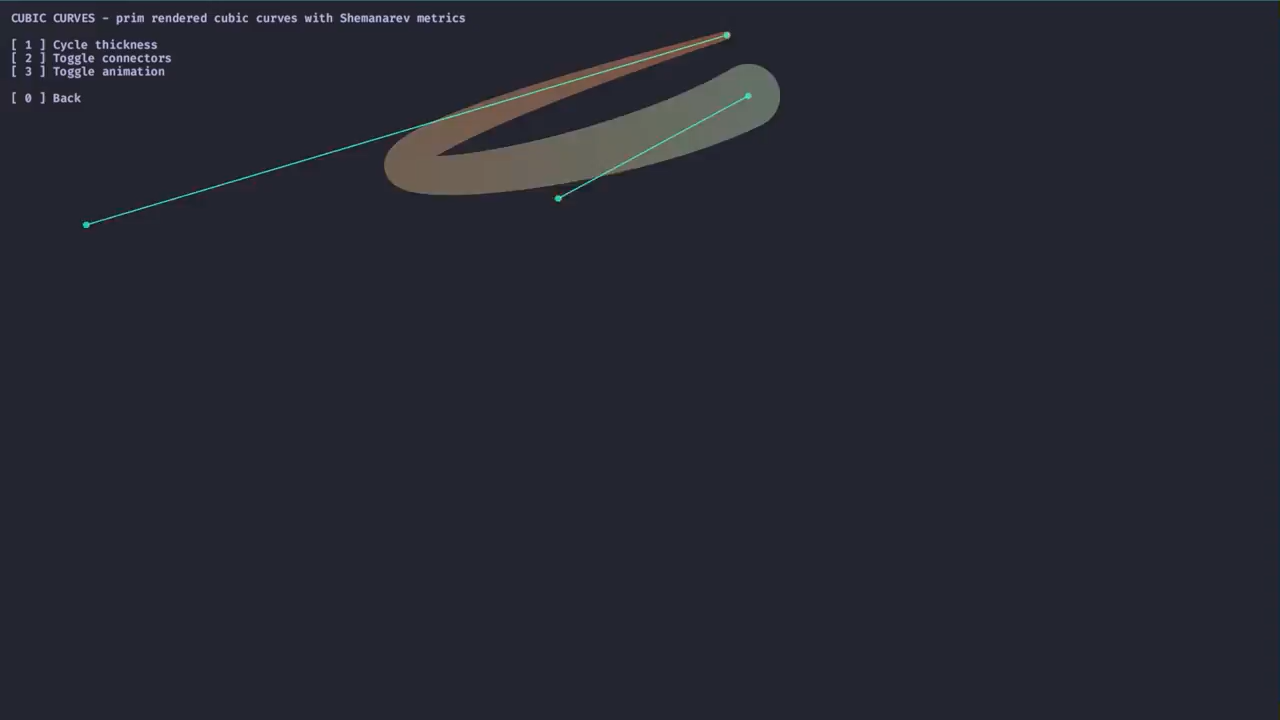 CUBIC CURVES - prim rendered cubic curves with Shemanarev metrics
[ 1 ] Cycle thickness
[ 2 ] Toggle connectors
[ 3 ] Toggle animation
[ 0 ] Back